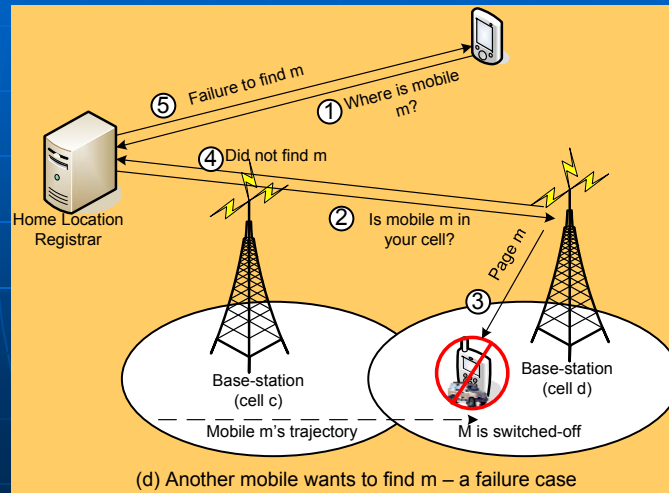 ⑤ Failure to find m
① Where is mobile
m?
④ Did not find m
② Is mobile m in
your cell?
Home Location
Registrar
Page m
③
Base-station
(cell c)
Base-station
(cell d)
Mobile m's trajectory
M is switched-off
(d) Another mobile wants to find m – a failure case